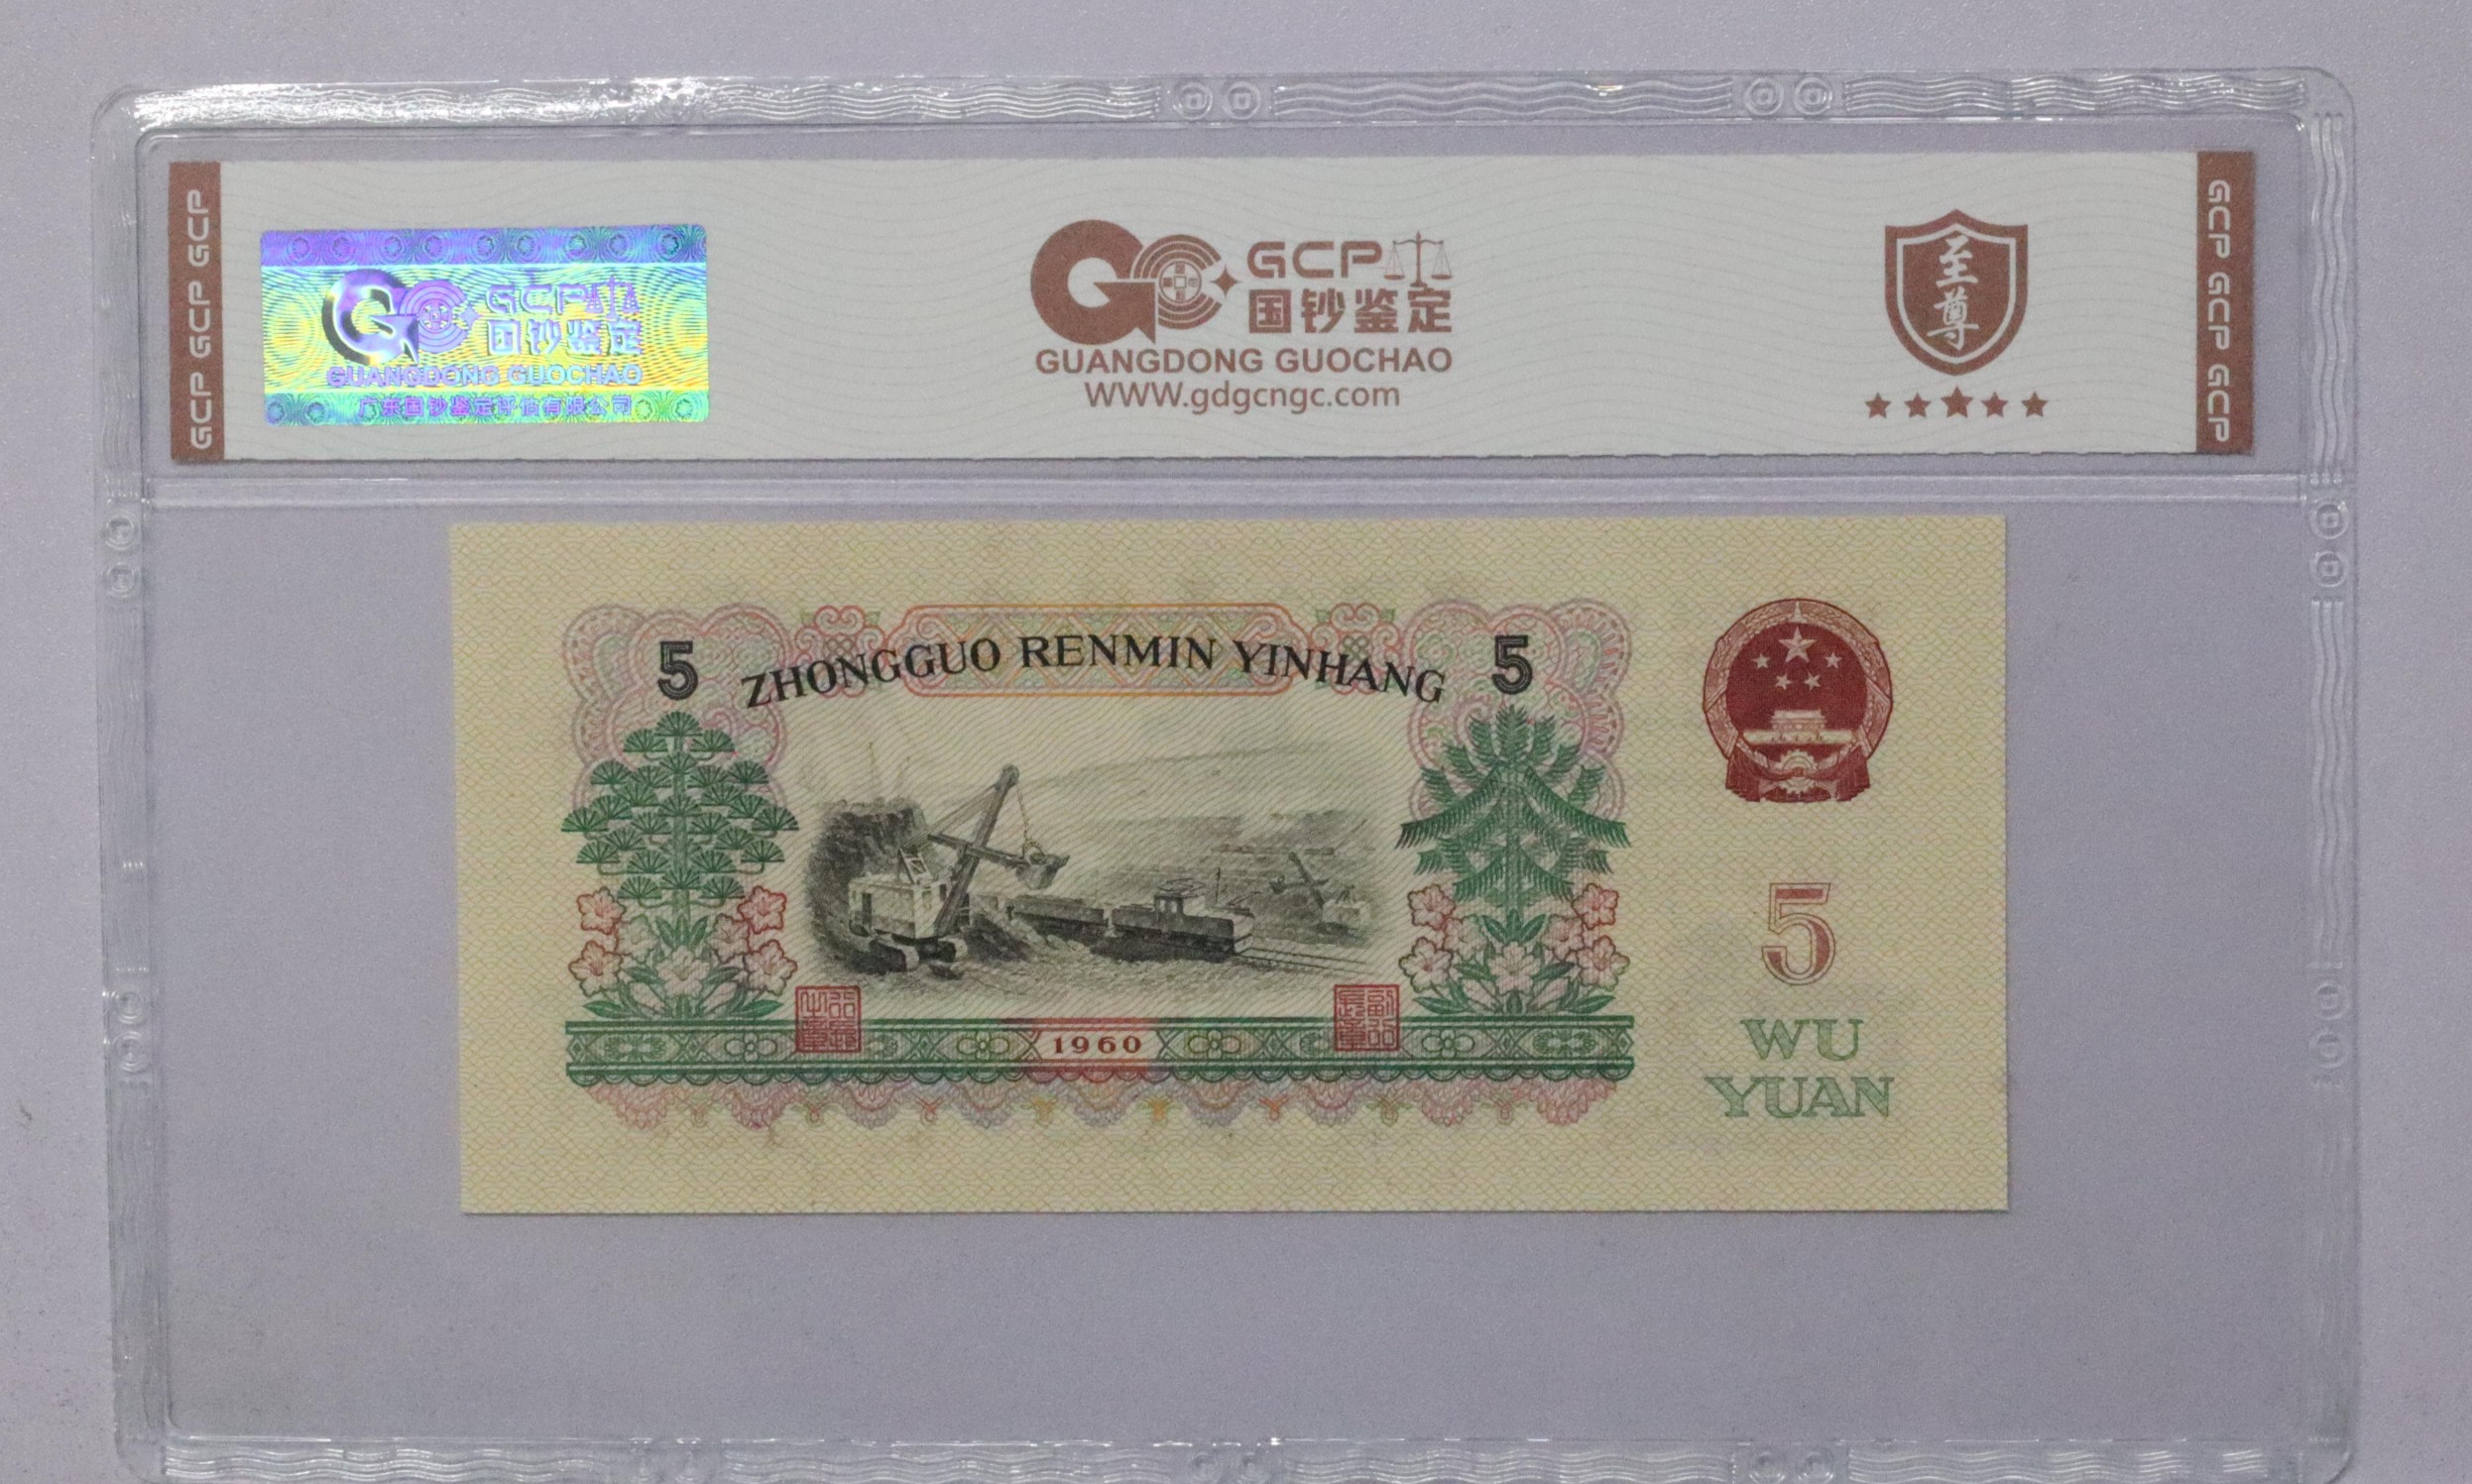 GCP GCP GCP
GCP
国钞鉴定
GUANGDONG GUOCHAO
广东国钞鉴定评估有限公司
GCP
国钞鉴定
GUANGDONG GUOCHAO
WWW.gdgcngc.com
至尊
GCP GCP GCP
5 ZHONGGUO RENMIN YINHANG 5
1960
5
WU
YUAN